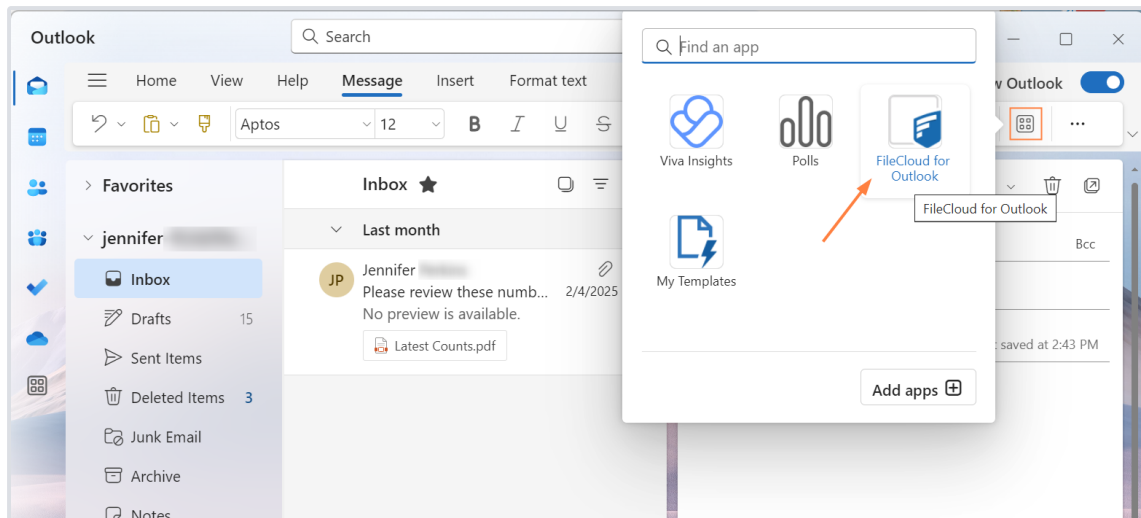 Outlook
Search
Find an app
w Outlook
Home View Help Message Insert Format text
Aptos 12 B I U S
Viva Insights
Polls
FileCloud for
Outlook
FileCloud for Outlook
My Templates
Add apps
Favorites
jennifer
Inbox
Drafts 15
Sent Items
Deleted Items 3
Junk Email
Archive
Notes
Inbox
Last month
JP
Jennifer
Please review these numb... 2/4/2025
No preview is available.
Latest Counts.pdf
Bcc
saved at 2:43 PM